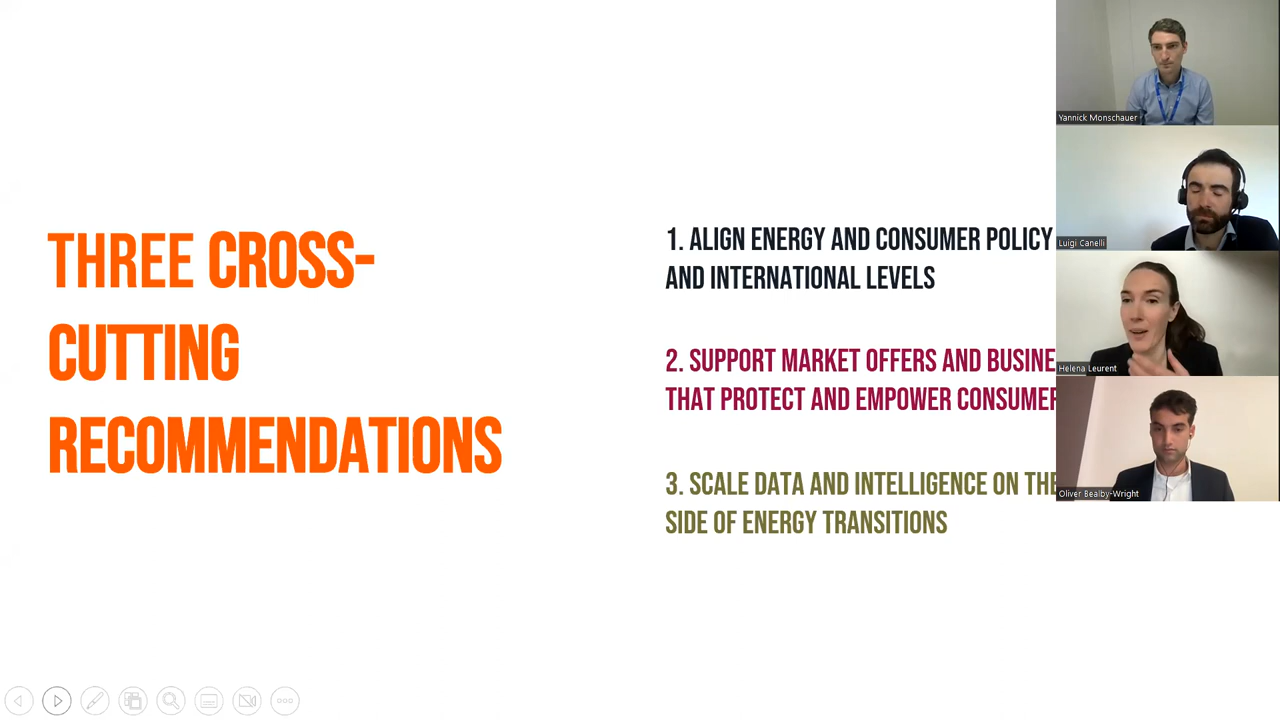 THREE CROSS-
CUTTING
RECOMMENDATIONS
1. ALIGN ENERGY AND CONSUMER POLICY
AND INTERNATIONAL LEVELS
2. SUPPORT MARKET OFFERS AND BUSINE
THAT PROTECT AND EMPOWER CONSUMER
3. SCALE DATA AND INTELLIGENCE ON THE
SIDE OF ENERGY TRANSITIONS
Yannick Monschauer
Luigi Canelli
Helena Leurent
Oliver Bealby-Wright